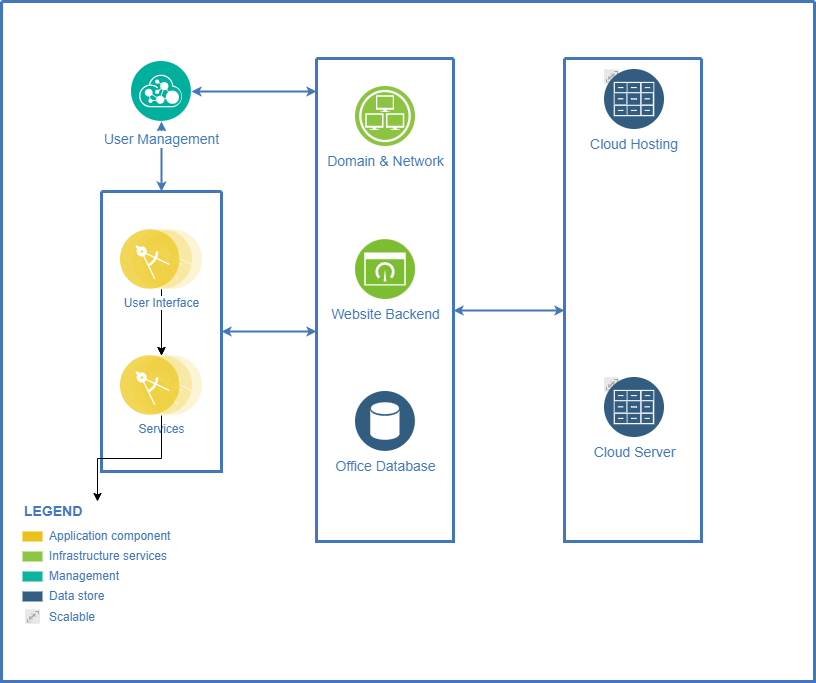 User Management
Domain & Network
Cloud Hosting
User Interface
Website Backend
Services
Office Database
Cloud Server
LEGEND
Application component
Infrastructure services
Management
Data store
Scalable